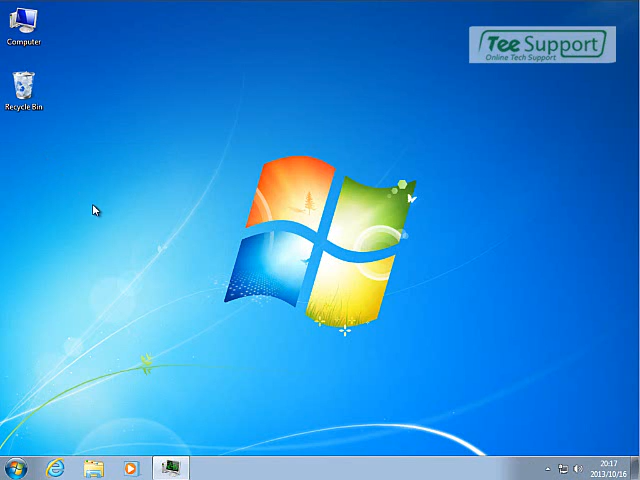 Computer
Recycle Bin
Tee Support
Online Tech Support
20:17
2013/10/16